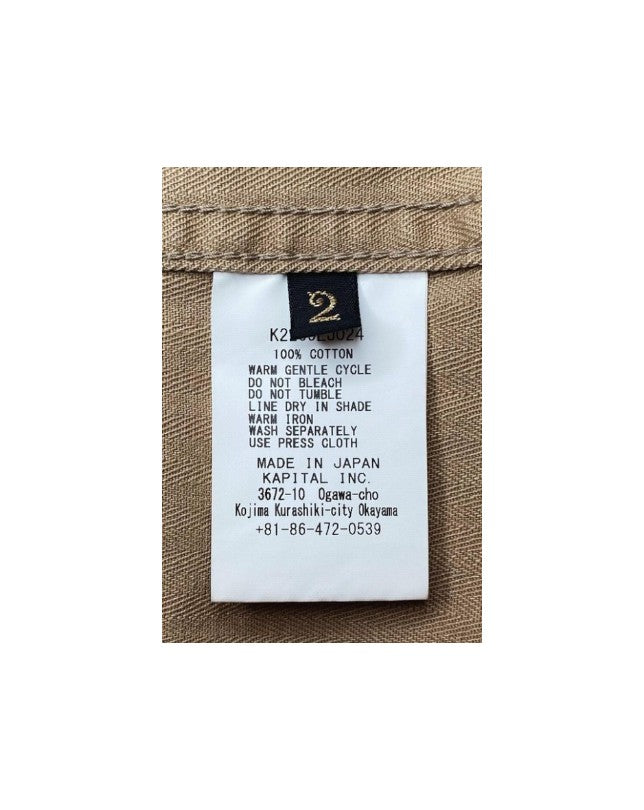 2
100% COTTON
WARM GENTLE CYCLE
DO NOT BLEACH
DO NOT TUMBLE
LINE DRY IN SHADE
WARM IRON
WASH SEPARATELY
USE PRESS CLOTH
MADE IN JAPAN
KAPITAL INC.
3672-10 Ogawa-cho
Kojima Kurashiki-city Okayama
+81-86-472-0539